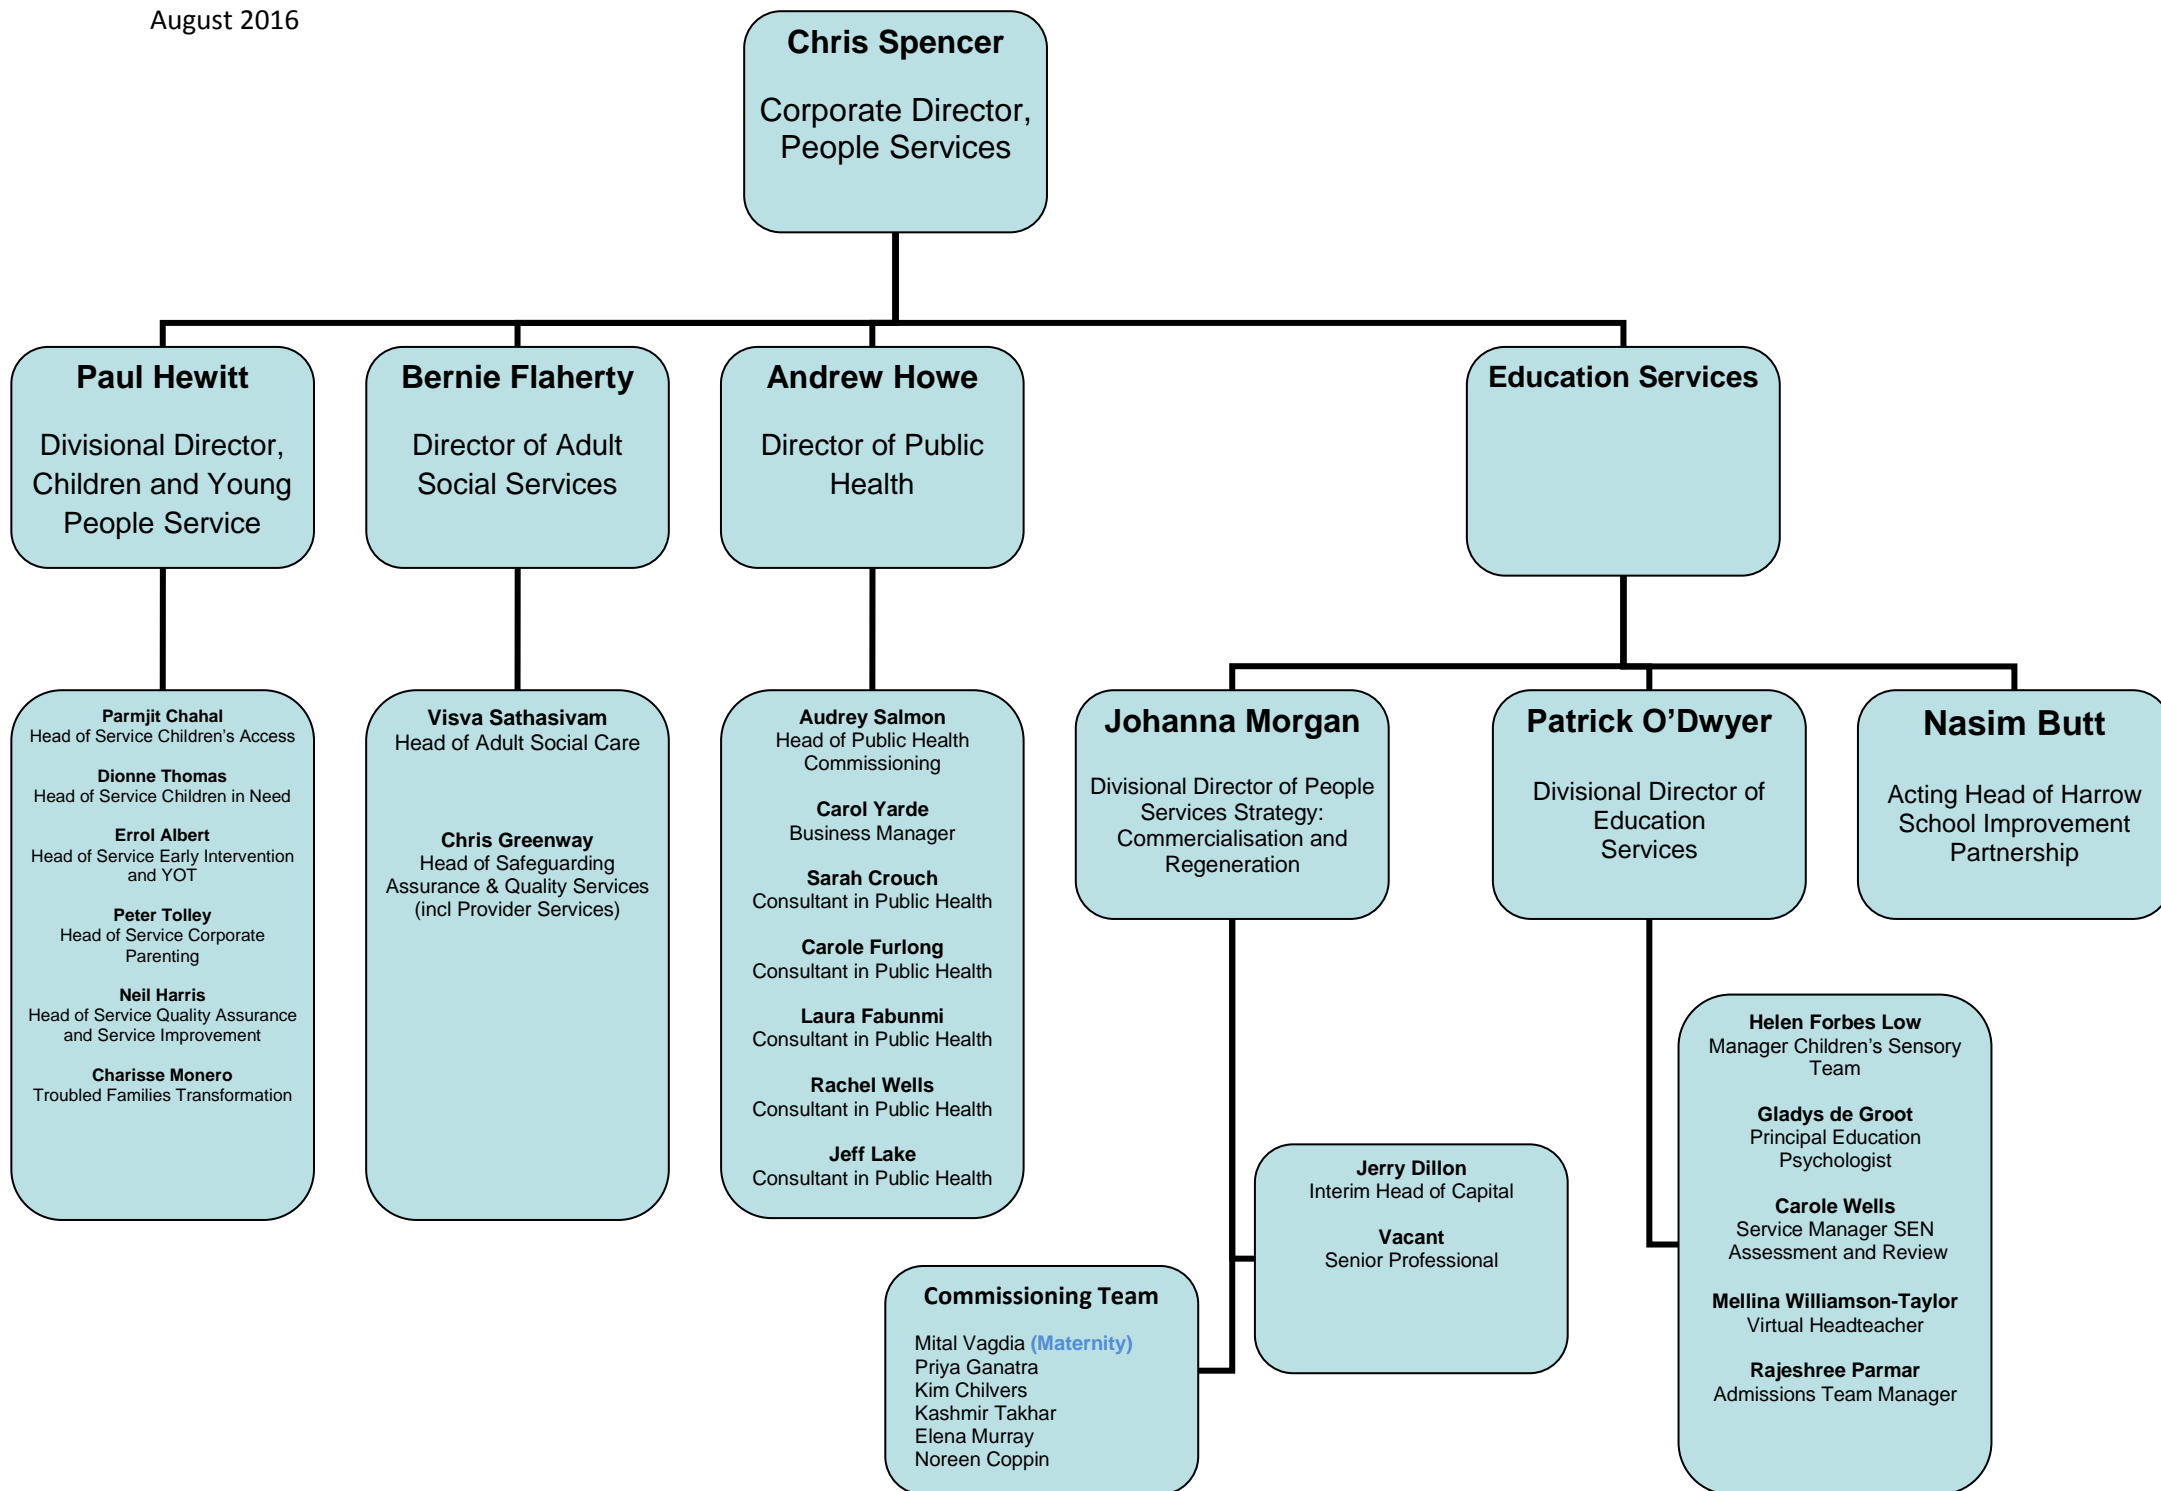 August 2016
Chris Spencer
Corporate Director,
People Services
Paul Hewitt
Divisional Director,
Children and Young
People Service
Bernie Flaherty
Director of Adult
Social Services
Andrew Howe
Director of Public
Health
Education Services
Parmjit Chahal
Head of Service Children’s Access
Dionne Thomas
Head of Service Children in Need
Errol Albert
Head of Service Early Intervention
and YOT
Peter Tolley
Head of Service Corporate
Parenting
Neil Harris
Head of Service Quality Assurance
and Service Improvement
Charisse Monero
Troubled Families Transformation
Visva Sathasivam
Head of Adult Social Care
Chris Greenway
Head of Safeguarding
Assurance & Quality Services
(incl Provider Services)
Audrey Salmon
Head of Public Health
Commissioning
Carol Yarde
Business Manager
Sarah Crouch
Consultant in Public Health
Carole Furlong
Consultant in Public Health
Laura Fabunmi
Consultant in Public Health
Rachel Wells
Consultant in Public Health
Jeff Lake
Consultant in Public Health
Johanna Morgan
Divisional Director of People
Services Strategy:
Commercialisation and
Regeneration
Patrick O’Dwyer
Divisional Director of
Education
Services
Nasim Butt
Acting Head of Harrow
School Improvement
Partnership
Commissioning Team
Mital Vagdia (Maternity)
Priya Ganatra
Kim Chilvers
Kashmir Takhar
Elena Murray
Noreen Coppin
Jerry Dillon
Interim Head of Capital
Vacant
Senior Professional
Helen Forbes Low
Manager Children’s Sensory
Team
Gladys de Groot
Principal Education
Psychologist
Carole Wells
Service Manager SEN
Assessment and Review
Mellina Williamson-Taylor
Virtual Headteacher
Rajeshree Parmar
Admissions Team Manager